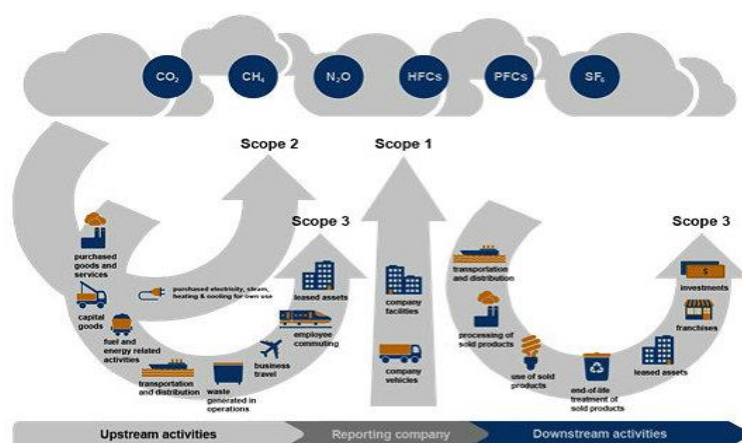 CO₂ CH₄ N₂O HFCs PFCs SF₆
Scope 2
Scope 1
Scope 3
Scope 3
purchased
goods and
services
capital
goods
fuel and
energy related
activities
purchased electricity, steam,
heating & cooling for own use
transportation
and distribution
waste
generated in
operations
business
travel
employee
commuting
leased assets
company
facilities
company
vehicles
transportation
and distribution
processing of
sold products
use of sold
products
end-of-life
treatment of
sold products
leased assets
franchises
$
investments
Upstream activities
Reporting company
Downstream activities